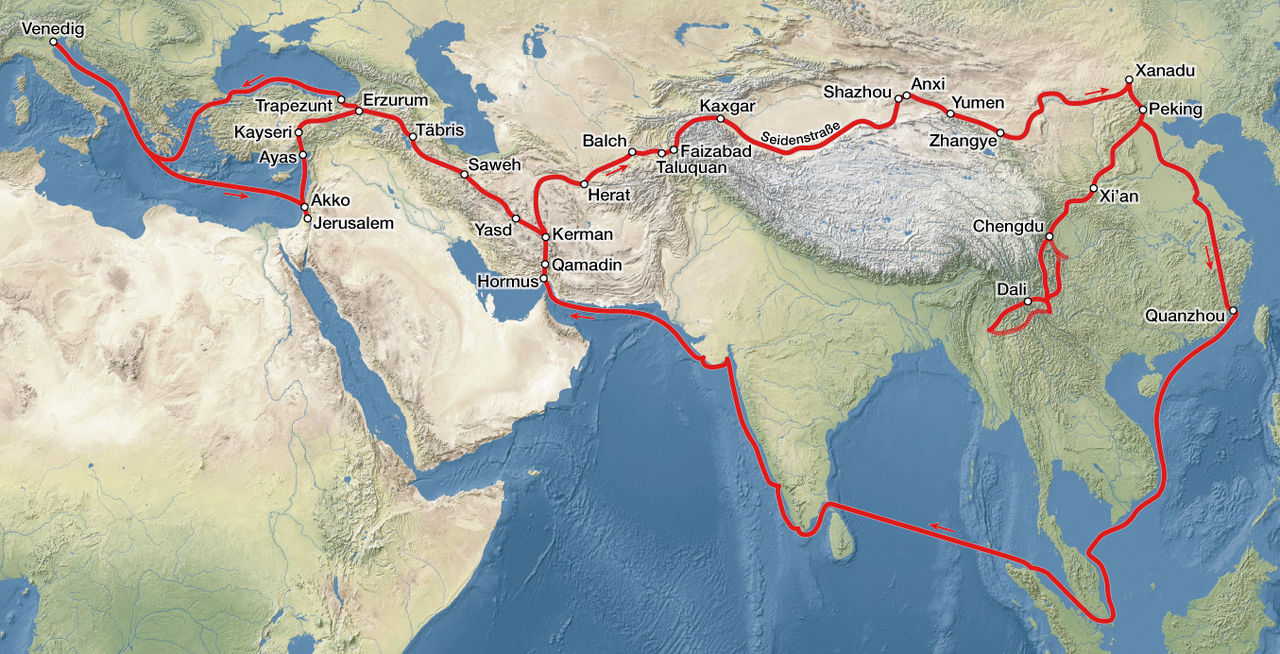 Venedig
Xanadu
Anxi
Shazhou
Erzurum
Trapezunt
Kaxgar
Yumen
Peking
Kayseri
Täbris
Seidenstraße
Zhangye
Balch
Faizabad
Ayas
Saweh
Taluquan
Herat
Xi’an
Akko
Jerusalem
Yasd
Kerman
Chengdu
Qamadin
Hormus
Dali
Quanzhou